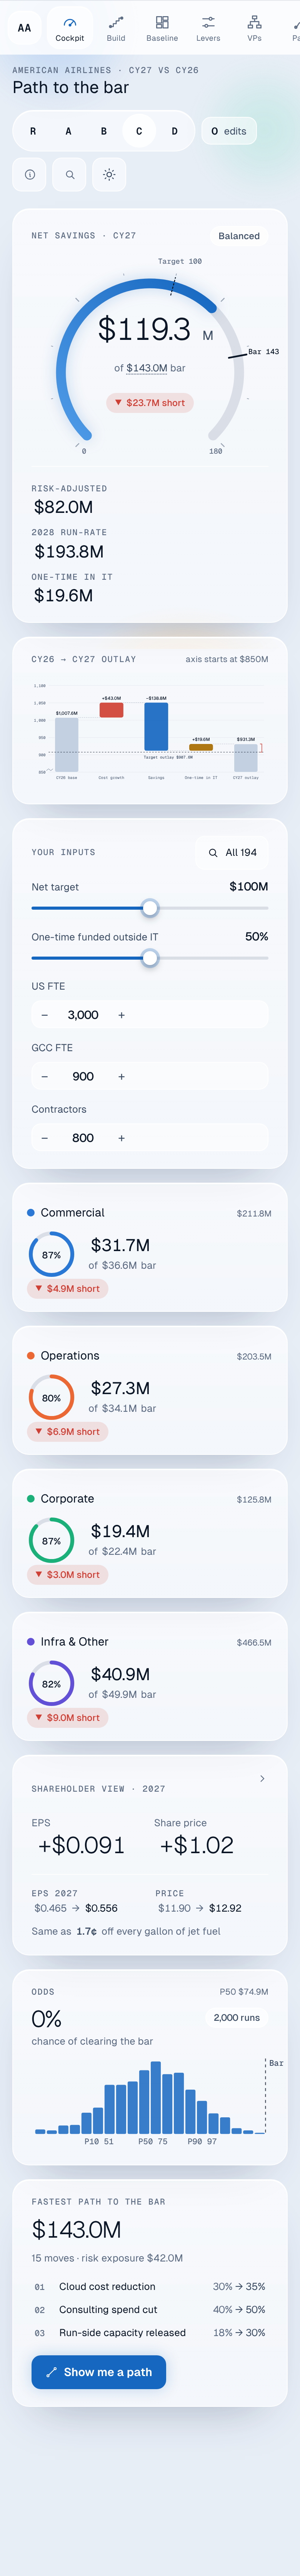 AA
Cockpit
Build
Baseline
Levers
VPs
AMERICAN AIRLINES · CY27 VS CY26
Path to the bar
R A B C D
0 edits
NET SAVINGS · CY27
Balanced
Target 100
$119.3 M
Bar 143
of $143.0M bar
▼ $23.7M short
0
180
RISK-ADJUSTED
$82.0M
2028 RUN-RATE
$193.8M
ONE-TIME IN IT
$19.6M
CY26 → CY27 OUTLAY
axis starts at $850M
1,100
1,050
1,000
950
900
850
$1,007.6M
+$43.0M
−$138.8M
+$19.6M
$931.3M
Target outlay $907.6M
CY26 base
Cost growth
Savings
One-time in IT
CY27 outlay
YOUR INPUTS
All 194
Net target
$100M
One-time funded outside IT
50%
US FTE
− 3,000 +
GCC FTE
− 900 +
Contractors
− 800 +
Commercial
$211.8M
87%
$31.7M
of $36.6M bar
▼ $4.9M short
Operations
$203.5M
80%
$27.3M
of $34.1M bar
▼ $6.9M short
Corporate
$125.8M
87%
$19.4M
of $22.4M bar
▼ $3.0M short
Infra & Other
$466.5M
82%
$40.9M
of $49.9M bar
▼ $9.0M short
SHAREHOLDER VIEW · 2027
EPS
Share price
+$0.091
+$1.02
EPS 2027
PRICE
$0.465 → $0.556
$11.90 → $12.92
Same as 1.7¢ off every gallon of jet fuel
ODDS
P50 $74.9M
0%
2,000 runs
chance of clearing the bar
Bar
P10 51
P50 75
P90 97
FASTEST PATH TO THE BAR
$143.0M
15 moves · risk exposure $42.0M
01 Cloud cost reduction 30% → 35%
02 Consulting spend cut 40% → 50%
03 Run-side capacity released 18% → 30%
Show me a path